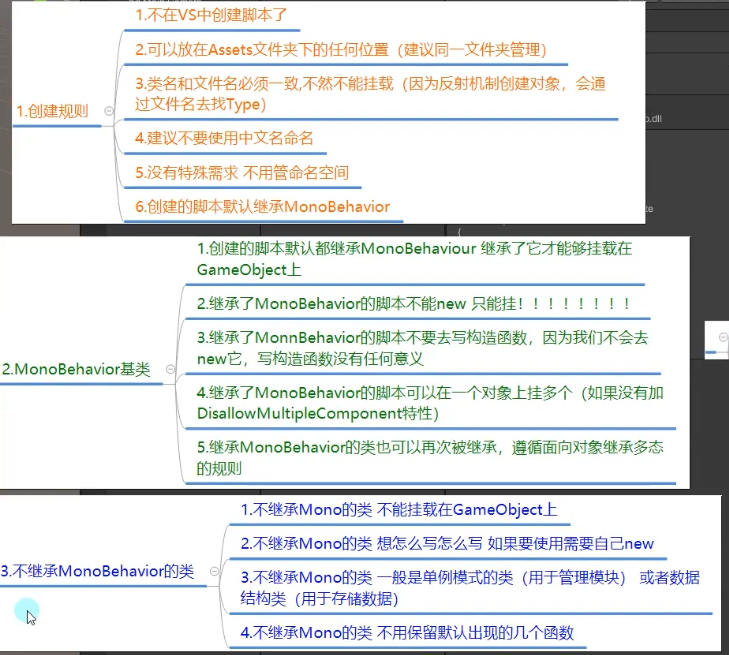 1.创建规则
1.不在VS中创建脚本了
2.可以放在Assets文件夹下的任何位置（建议同一文件夹管理）
3.类名和文件名必须一致,不然不能挂载（因为反射机制创建对象，会通
过文件名去找Type）
4.建议不要使用中文名命名
5.没有特殊需求 不用管命名空间
6.创建的脚本默认继承MonoBehavior
o.dll
te
{
2.MonoBehavior基类
1.创建的脚本默认都继承MonoBehaviour 继承了它才能够挂载在
GameObject上
2.继承了MonoBehavior的脚本不能new 只能挂！！！！！！！！
3.继承了MonnBehavior的脚本不要去写构造函数，因为我们不会去
new它，写构造函数没有任何意义
4.继承了MonoBehavior的脚本可以在一个对象上挂多个（如果没有加
DisallowMultipleComponent特性）
5.继承MonoBehavior的类也可以再次被继承，遵循面向对象继承多态
的规则
3.不继承MonoBehavior的类
1.不继承Mono的类 不能挂载在GameObject上
2.不继承Mono的类 想怎么写怎么写 如果要使用需要自己new
3.不继承Mono的类 一般是单例模式的类（用于管理模块） 或者数据
结构类（用于存储数据）
4.不继承Mono的类 不用保留默认出现的几个函数